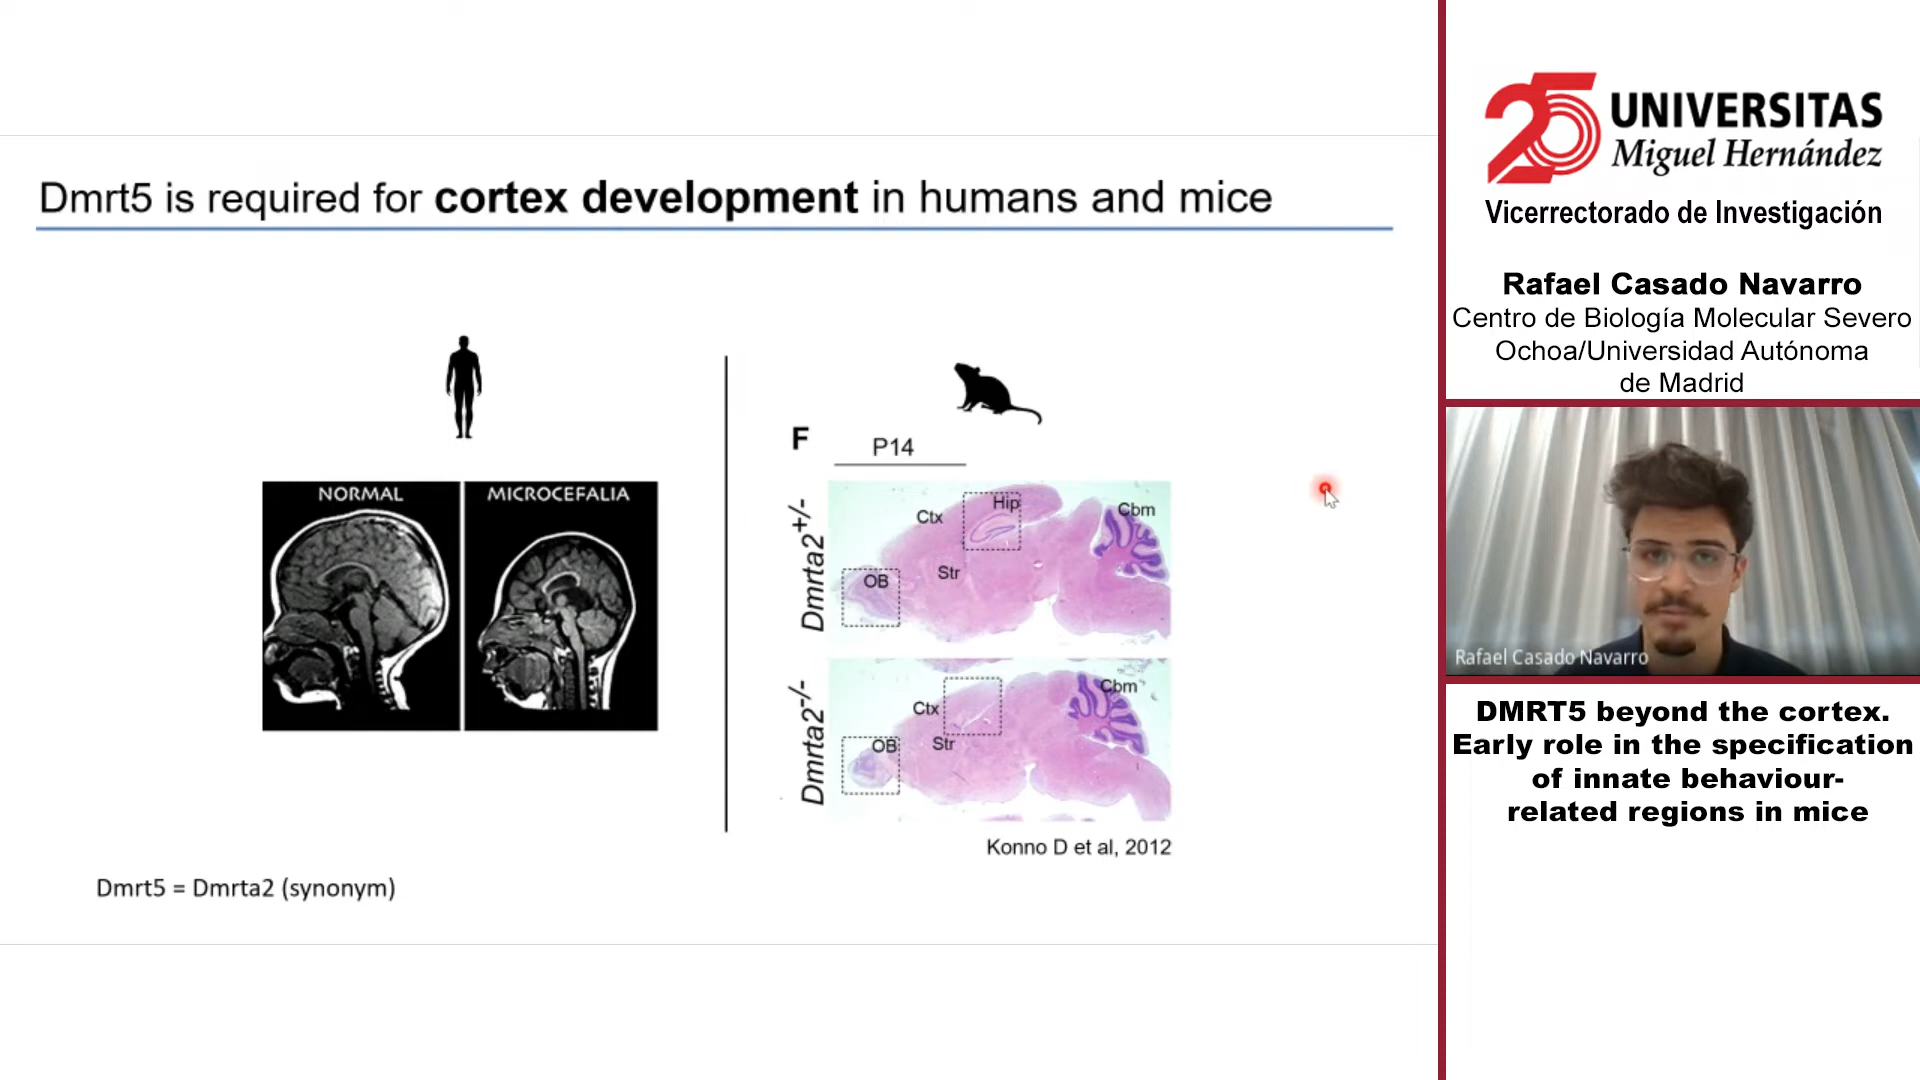 Dmrt5 is required for cortex development in humans and mice
NORMAL
MICROCEFALIA
F
P14
Dmrta2+/-
Ctx
Hip
Cbm
OB
Str
Dmrta2-/-
Ctx
Cbm
OB
Str
Konno D et al, 2012
Dmrt5 = Dmrta2 (synonym)
25 UNIVERSITAS
Miguel Hernández
Vicerrectorado de Investigación
Rafael Casado Navarro
Centro de Biología Molecular Severo
Ochoa/Universidad Autónoma
de Madrid
Rafael Casado Navarro
DMRT5 beyond the cortex.
Early role in the specification
of innate behaviour-
related regions in mice